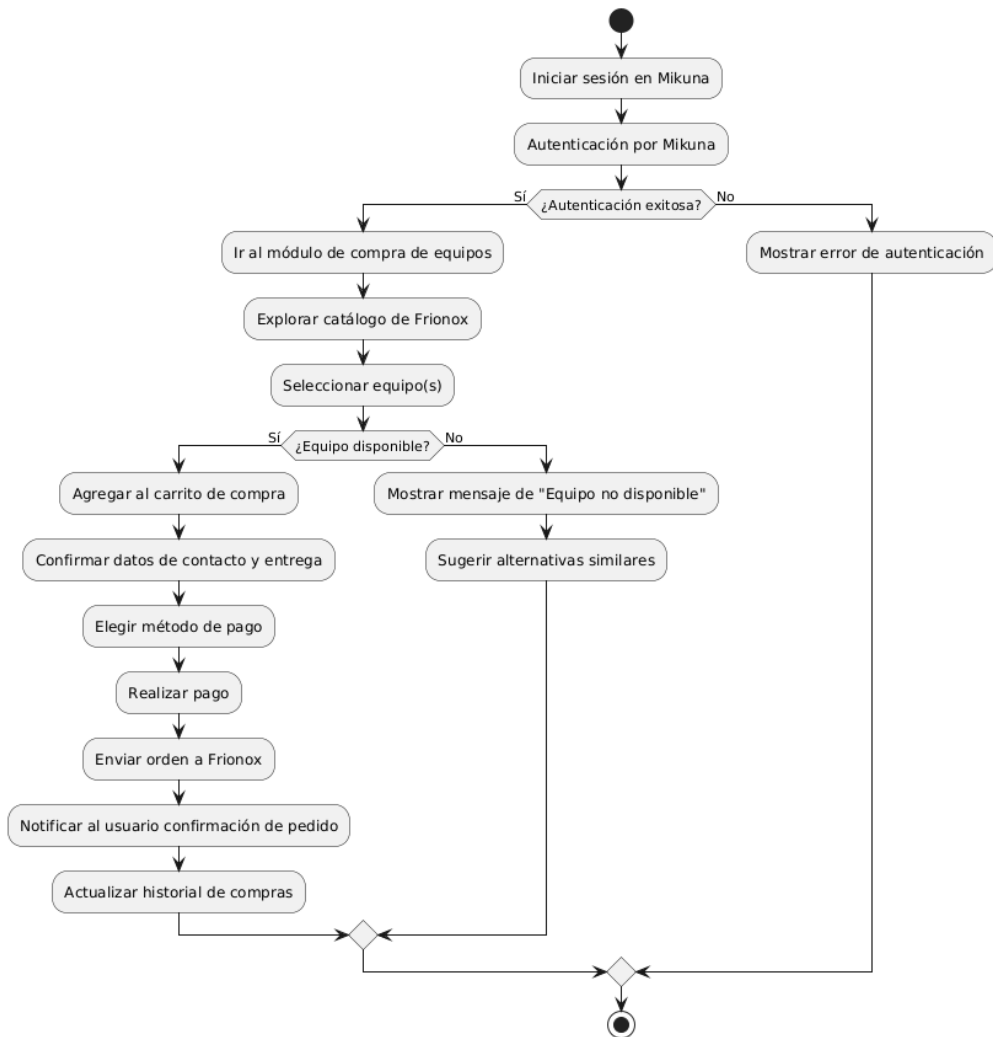 Iniciar sesión en Mikuna
Autenticación por Mikuna
Sí
¿Autenticación exitosa?
No
Ir al módulo de compra de equipos
Mostrar error de autenticación
Explorar catálogo de Frionox
Seleccionar equipo(s)
Sí
¿Equipo disponible?
No
Agregar al carrito de compra
Mostrar mensaje de "Equipo no disponible"
Confirmar datos de contacto y entrega
Sugerir alternativas similares
Elegir método de pago
Realizar pago
Enviar orden a Frionox
Notificar al usuario confirmación de pedido
Actualizar historial de compras